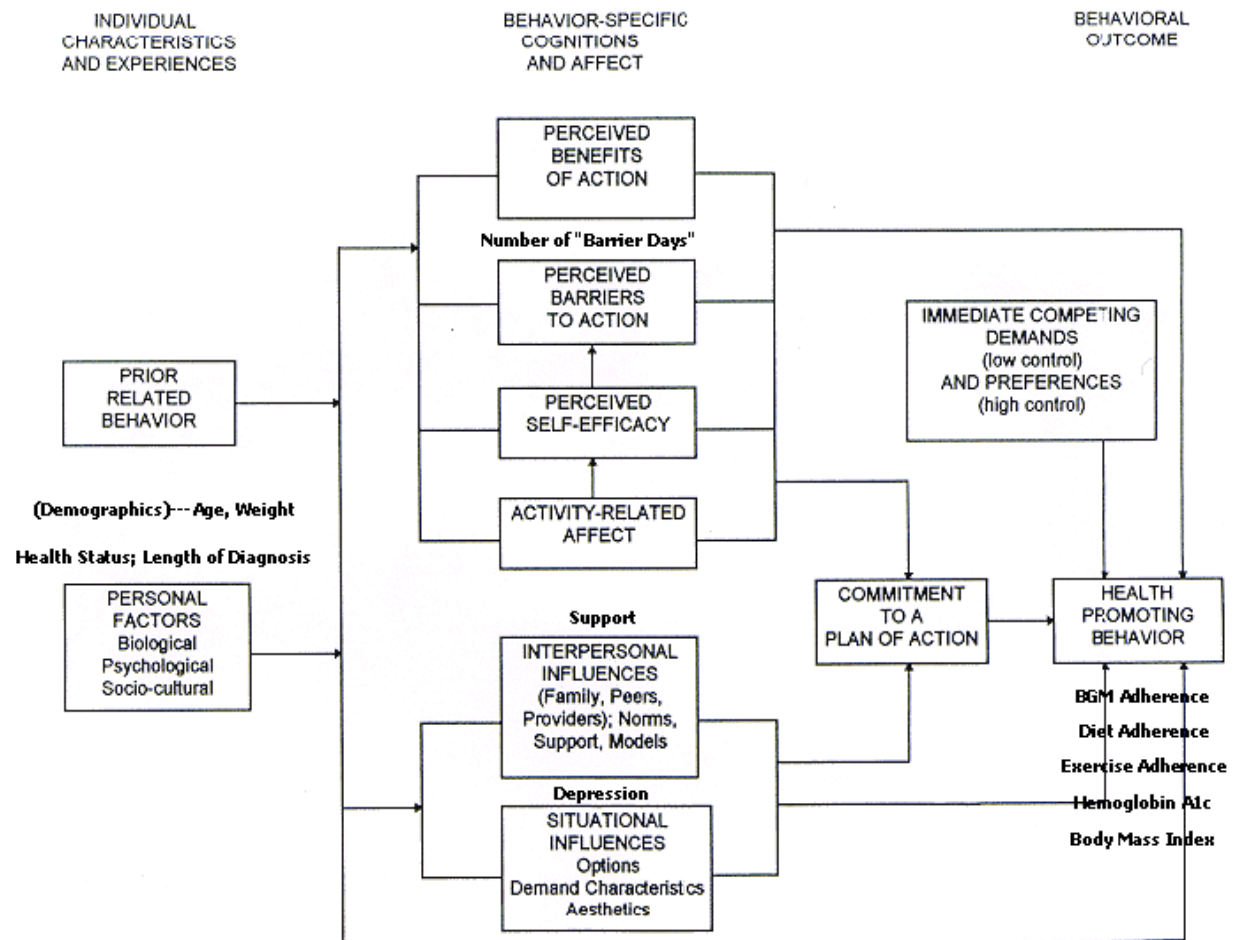 INDIVIDUAL
CHARACTERISTICS
AND EXPERIENCES
BEHAVIOR-SPECIFIC
COGNITIONS
AND AFFECT
BEHAVIORAL
OUTCOME
PERCEIVED
BENEFITS
OF ACTION
Number of "Barrier Days"
PERCEIVED
BARRIERS
TO ACTION
IMMEDIATE COMPETING
DEMANDS
(low control)
AND PREFERENCES
(high control)
PRIOR
RELATED
BEHAVIOR
PERCEIVED
SELF-EFFICACY
(Demographics)---Age, Weight
Health Status; Length of Diagnosis
ACTIVITY-RELATED
AFFECT
PERSONAL
FACTORS
Biological
Psychological
Socio-cultural
Support
INTERPERSONAL
INFLUENCES
(Family, Peers,
Providers); Norms,
Support, Models
COMMITMENT
TO A
PLAN OF ACTION
HEALTH
PROMOTING
BEHAVIOR
BGM Adherence
Diet Adherence
Exercise Adherence
Hemoglobin A1c
Body Mass Index
Depression
SITUATIONAL
INFLUENCES
Options
Demand Characteristics
Aesthetics